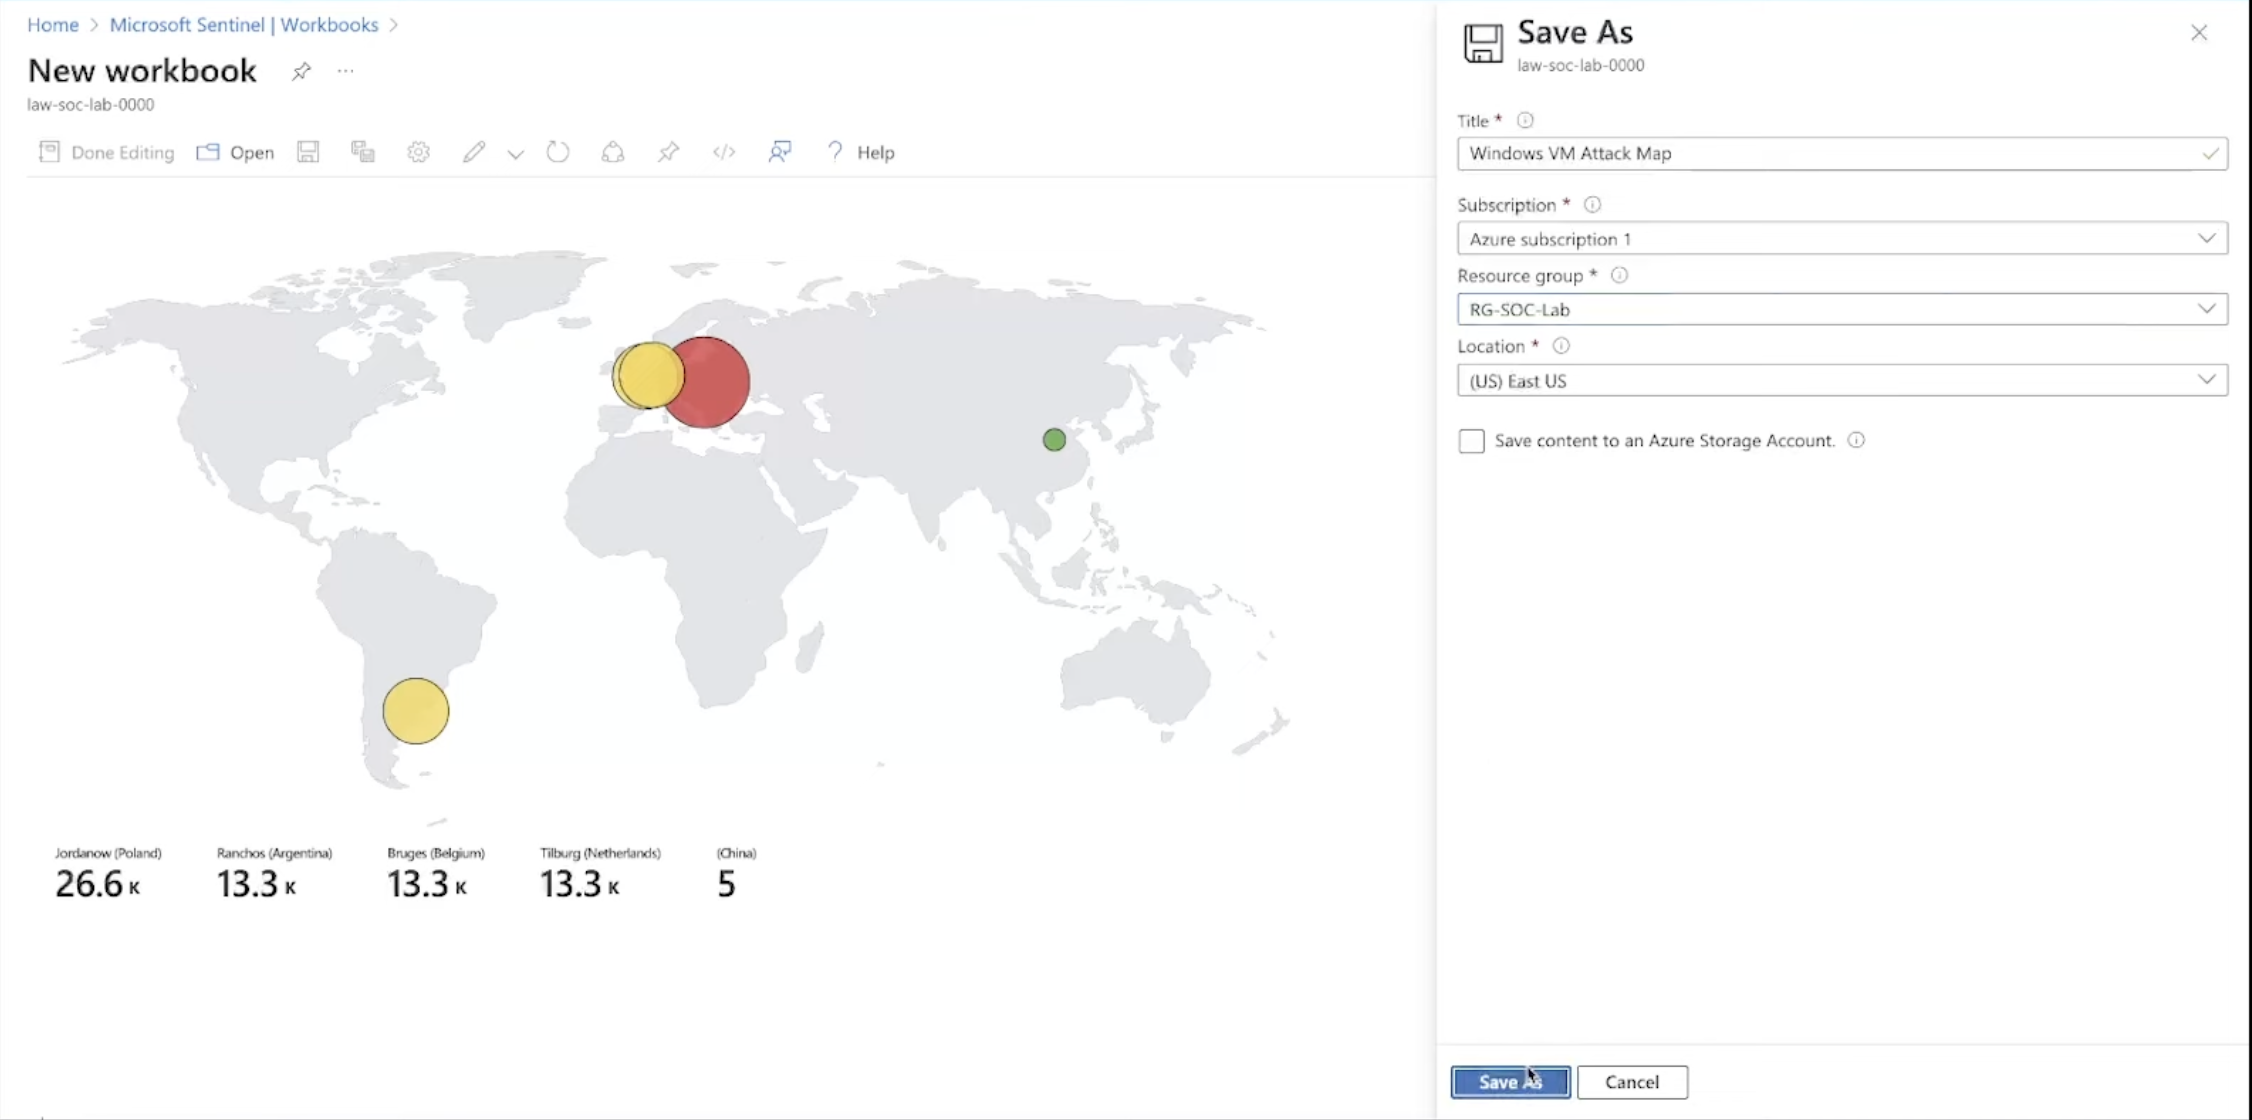 Home > Microsoft Sentinel | Workbooks >
New workbook
law-soc-lab-0000
Done Editing Open Help
Jordanow (Poland) Ranchos (Argentina) Bruges (Belgium) Tilburg (Netherlands) (China)
26.6 K 13.3 K 13.3 K 13.3 K 5
Save As
law-soc-lab-0000
Title *
Windows VM Attack Map
Subscription *
Azure subscription 1
Resource group *
RG-SOC-Lab
Location *
(US) East US
Save content to an Azure Storage Account.
Save As Cancel